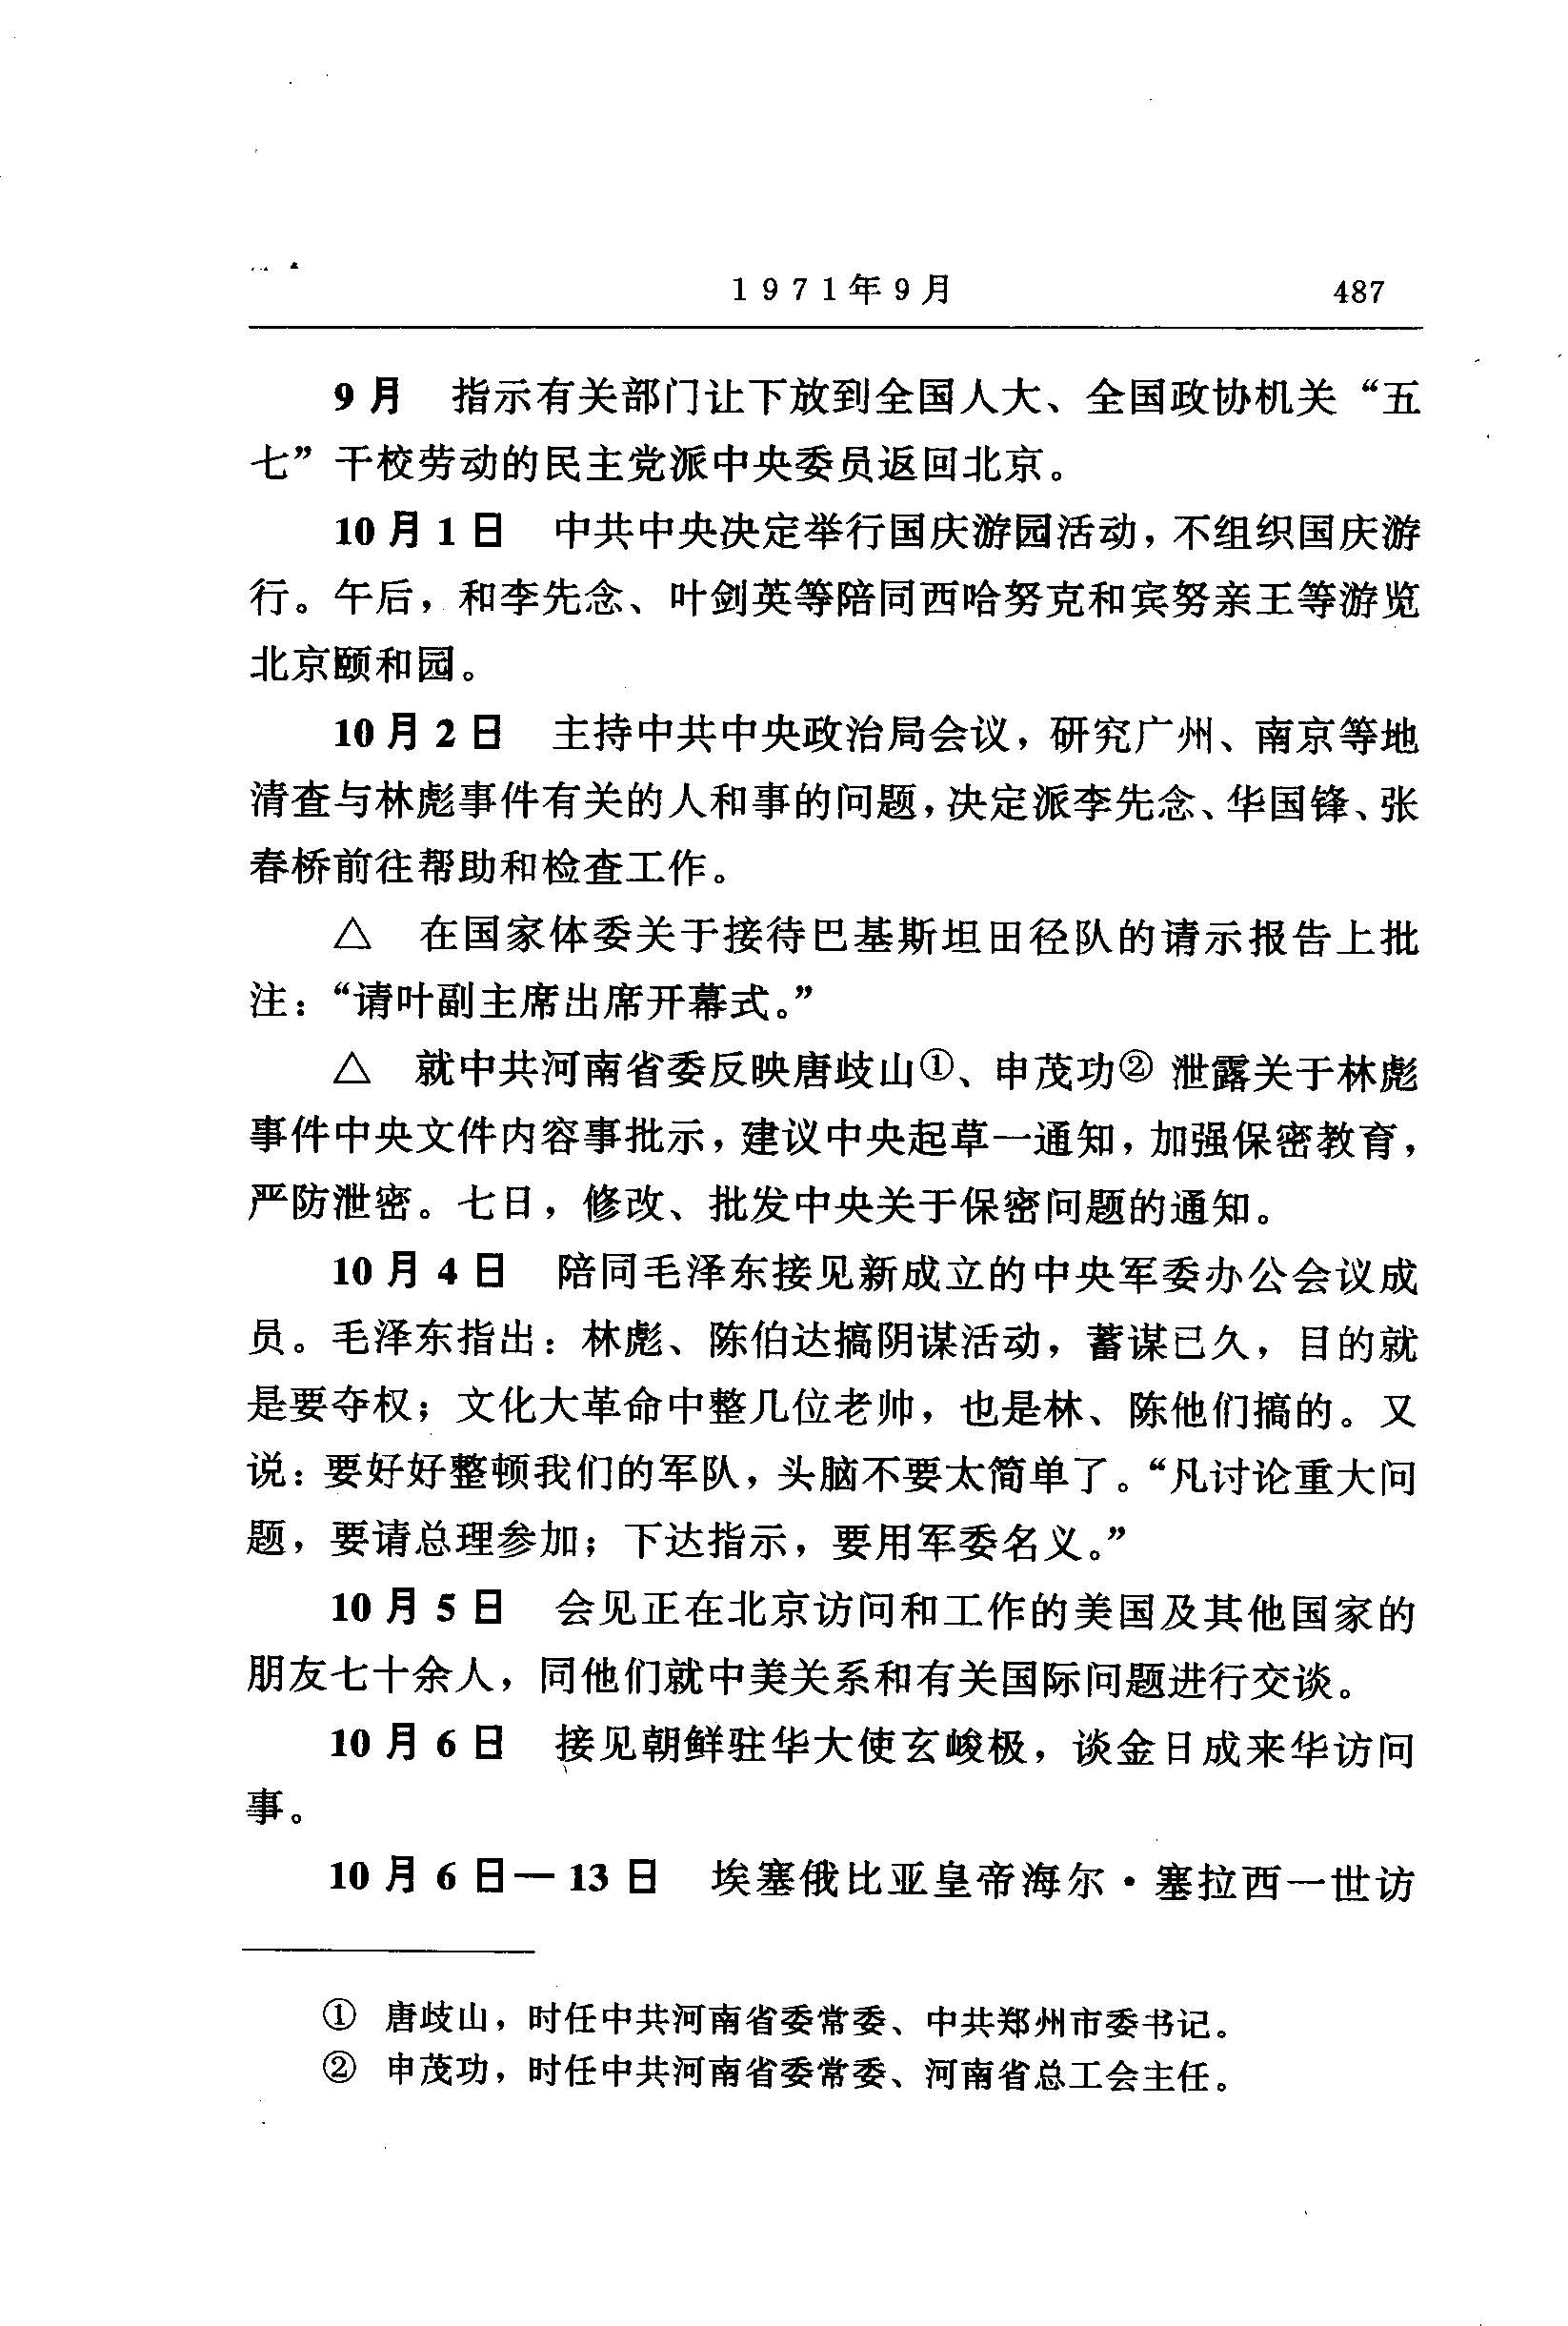 1971年9月 487
9月 指示有关部门让下放到全国人大、全国政协机关“五
七”干校劳动的民主党派中央委员返回北京。
10月1日 中共中央决定举行国庆游园活动，不组织国庆游
行。午后，和李先念、叶剑英等陪同西哈努克和宾努亲王等游览
北京颐和园。
10月2日 主持中共中央政治局会议，研究广州、南京等地
清查与林彪事件有关的人和事的问题，决定派李先念、华国锋、张
春桥前往帮助和检查工作。
△ 在国家体委关于接待巴基斯坦田径队的请示报告上批
注：“请叶副主席出席开幕式。”
△ 就中共河南省委反映唐歧山①、申茂功②泄露关于林彪
事件中央文件内容事批示，建议中央起草一通知，加强保密教育，
严防泄密。七日，修改、批发中央关于保密问题的通知。
10月4日 陪同毛泽东接见新成立的中央军委办公会议成
员。毛泽东指出：林彪、陈伯达搞阴谋活动，蓄谋已久，目的就
是要夺权；文化大革命中整几位老帅，也是林、陈他们搞的。又
说：要好好整顿我们的军队，头脑不要太简单了。“凡讨论重大问
题，要请总理参加；下达指示，要用军委名义。”
10月5日 会见正在北京访问和工作的美国及其他国家的
朋友七十余人，同他们就中美关系和有关国际问题进行交谈。
10月6日 接见朝鲜驻华大使玄峻极，谈金日成来华访问
事。
10月6日—13日 埃塞俄比亚皇帝海尔·塞拉西一世访
① 唐歧山，时任中共河南省委常委、中共郑州市委书记。
② 申茂功，时任中共河南省委常委、河南省总工会主任。